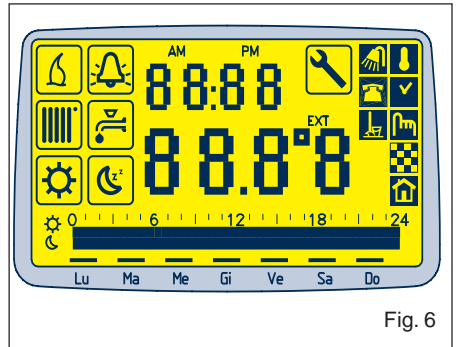 AM PM
88:88
EXT
88.8°8
z z z
0 6 12 18 24
Lu Ma Me Gi Ve Sa Do
Fig. 6